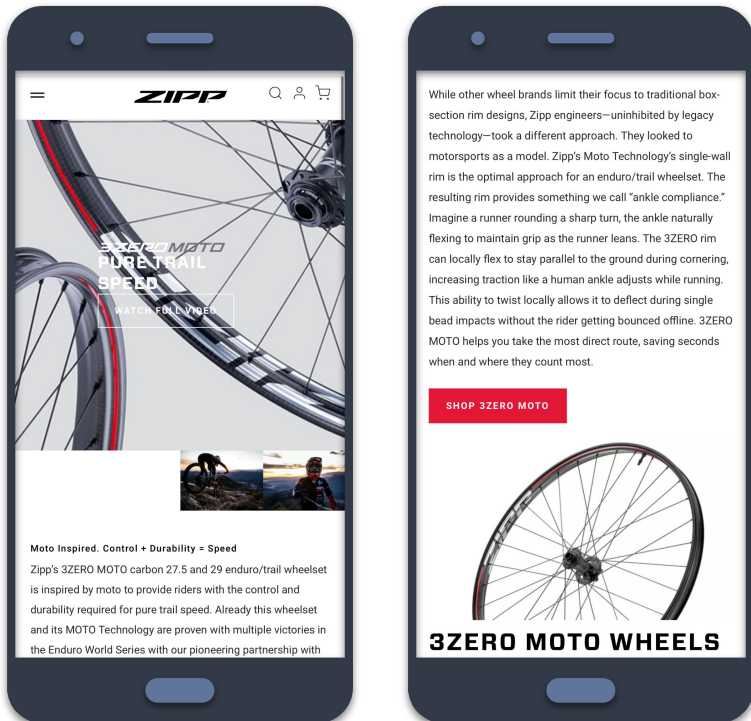 ZIPP
3ZERO MOTO
PURE TRAIL
SPEED
WATCH FULL VIDEO
Moto Inspired. Control + Durability = Speed
Zipp's 3ZERO MOTO carbon 27.5 and 29 enduro/trail wheelset
is inspired by moto to provide riders with the control and
durability required for pure trail speed. Already this wheelset
and its MOTO Technology are proven with multiple victories in
the Enduro World Series with our pioneering partnership with
While other wheel brands limit their focus to traditional box-
section rim designs, Zipp engineers—uninhibited by legacy
technology—took a different approach. They looked to
motorsports as a model. Zipp's Moto Technology's single-wall
rim is the optimal approach for an enduro/trail wheelset. The
resulting rim provides something we call “ankle compliance.”
Imagine a runner rounding a sharp turn, the ankle naturally
flexing to maintain grip as the runner leans. The 3ZERO rim
can locally flex to stay parallel to the ground during cornering,
increasing traction like a human ankle adjusts while running.
This ability to twist locally allows it to deflect during single
bead impacts without the rider getting bounced offline. 3ZERO
MOTO helps you take the most direct route, saving seconds
when and where they count most.
SHOP 3ZERO MOTO
3ZERO MOTO WHEELS